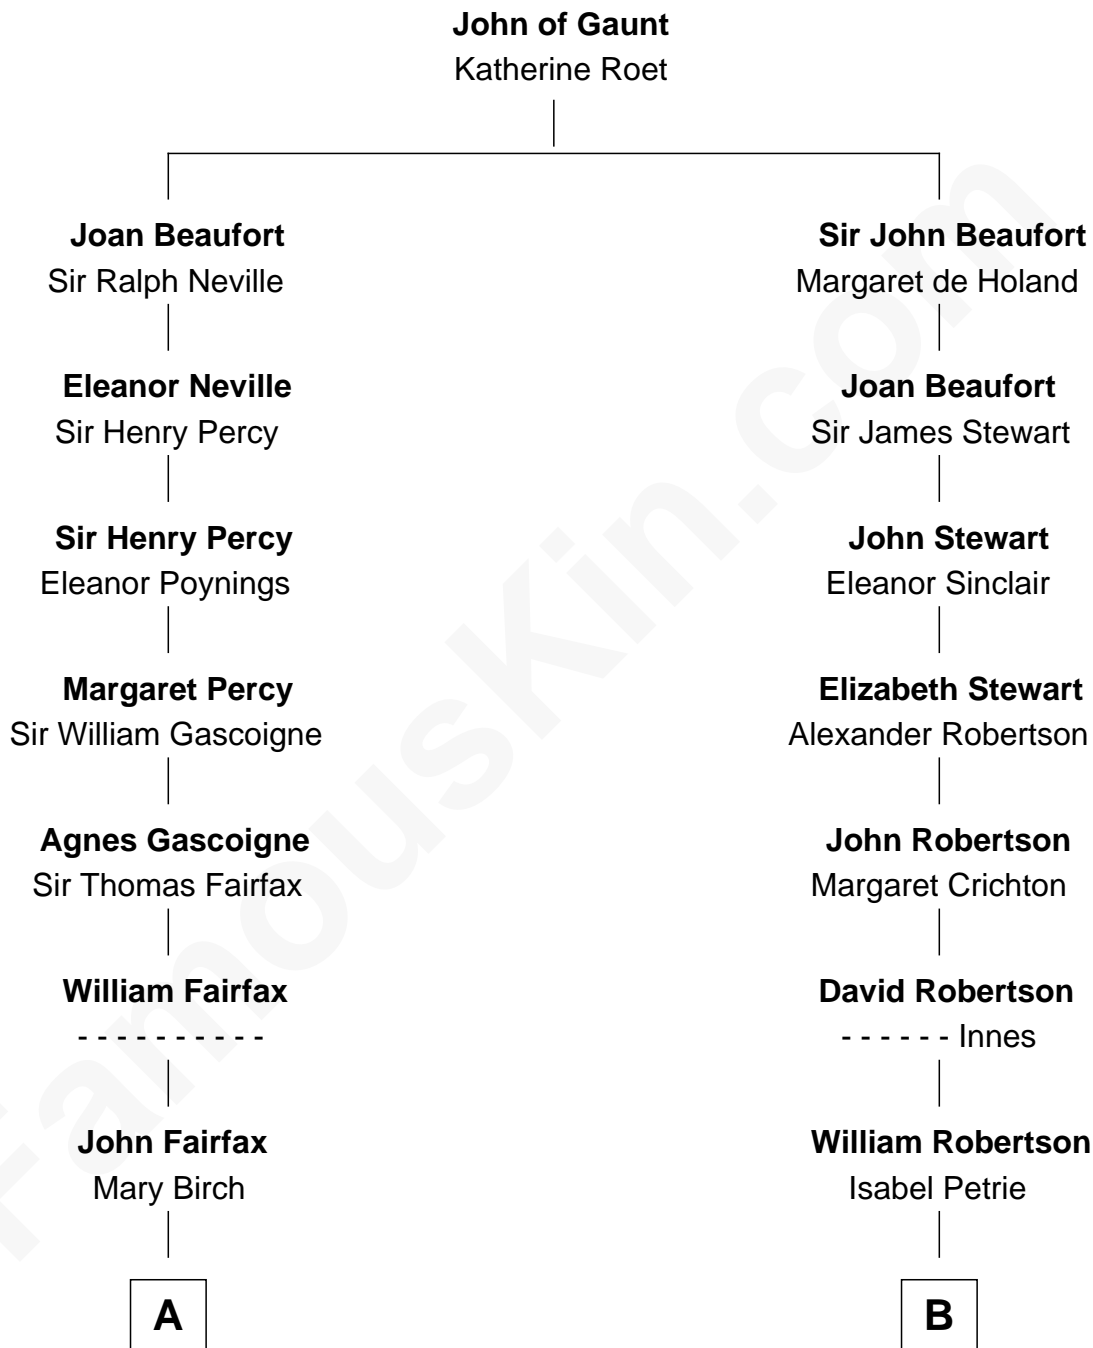 John of Gaunt
Katherine Roet
Joan Beaufort
Sir Ralph Neville
Sir John Beaufort
Margaret de Holand
Eleanor Neville
Sir Henry Percy
Joan Beaufort
Sir James Stewart
Sir Henry Percy
Eleanor Poynings
John Stewart
Eleanor Sinclair
Margaret Percy
Sir William Gascoigne
Elizabeth Stewart
Alexander Robertson
Agnes Gascoigne
Sir Thomas Fairfax
John Robertson
Margaret Crichton
William Fairfax
- - - - - - - - - -
David Robertson
- - - - - - Innes
John Fairfax
Mary Birch
William Robertson
Isabel Petrie
A
B
FamousKin.com